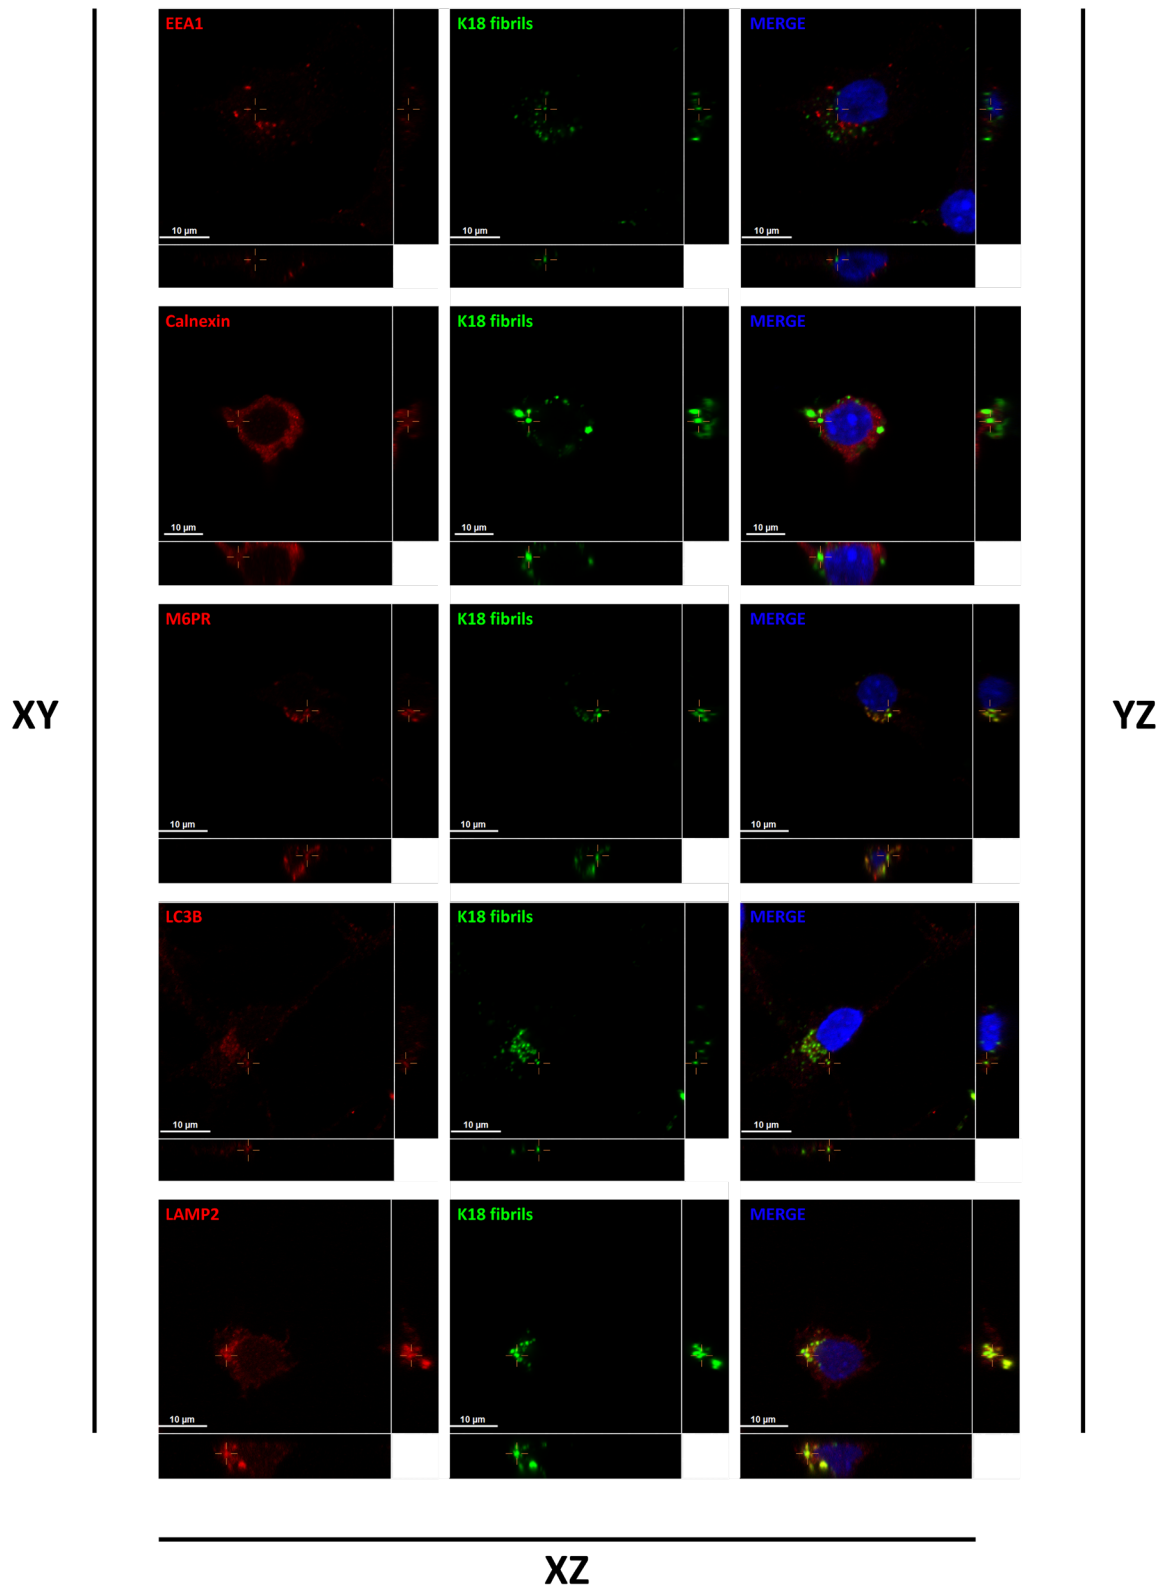 EEA1 K18 fibrils MERGE
10 µm 10 µm 10 µm
Calnexin K18 fibrils MERGE
10 µm 10 µm 10 µm
M6PR K18 fibrils MERGE
XY YZ
10 µm 10 µm 10 µm
LC3B K18 fibrils MERGE
10 µm 10 µm 10 µm
LAMP2 K18 fibrils MERGE
10 µm 10 µm 10 µm
XZ